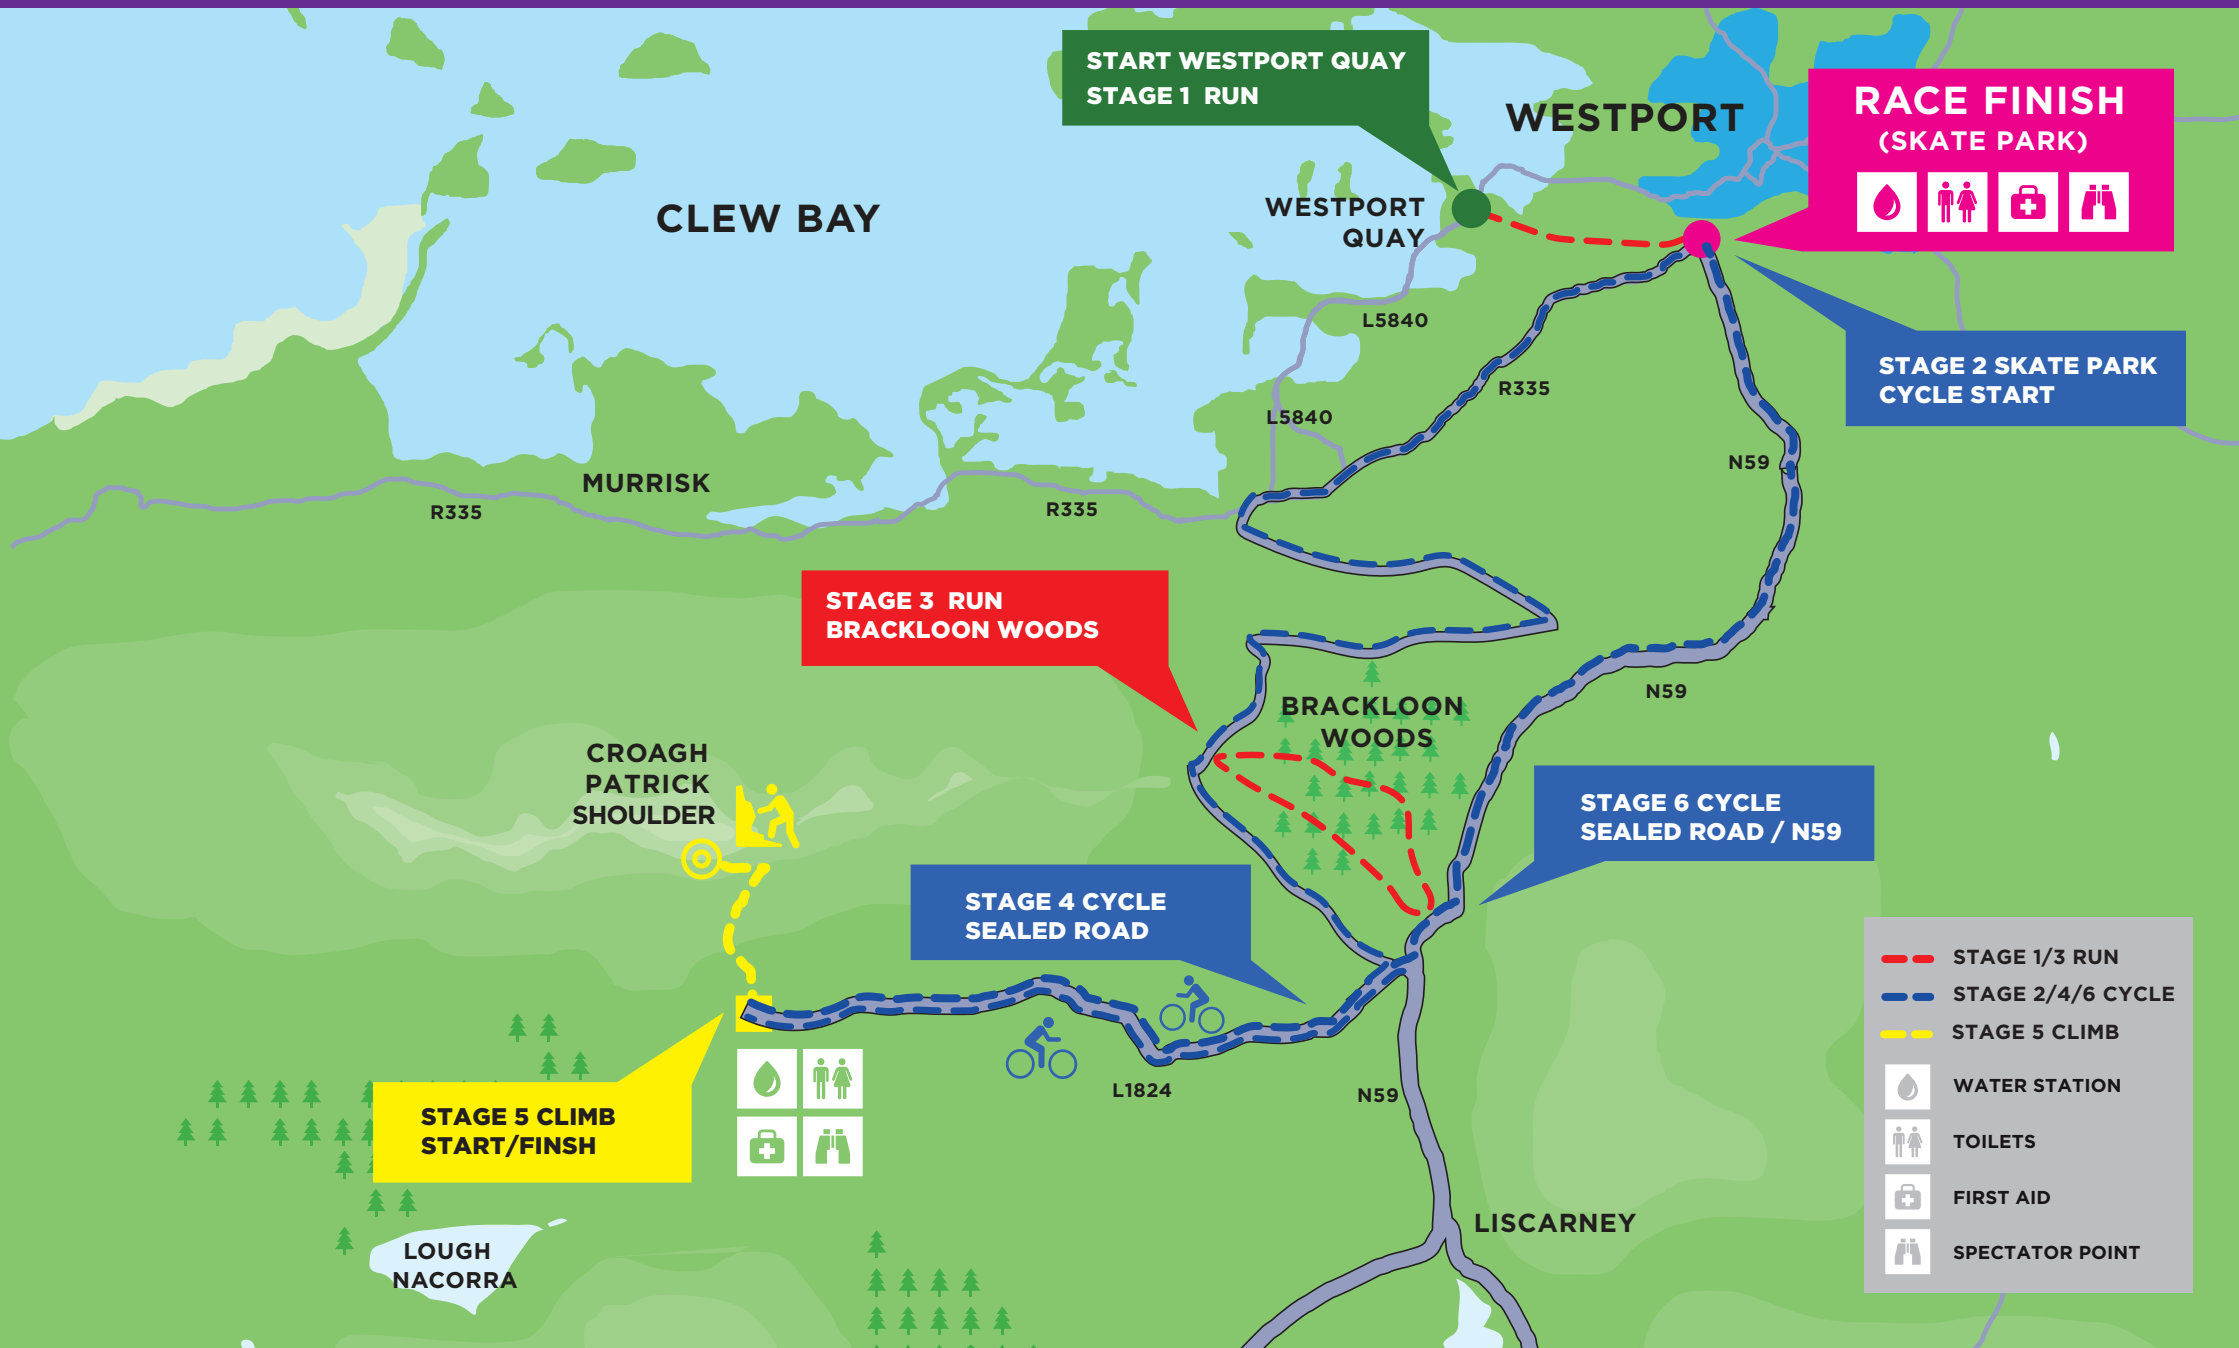 START WESTPORT QUAY
STAGE 1 RUN
WESTPORT
RACE FINISH
(SKATE PARK)
CLEW BAY
WESTPORT
QUAY
L5840
STAGE 2 SKATE PARK
CYCLE START
R335
L5840
N59
MURRISK
R335
R335
STAGE 3 RUN
BRACKLOON WOODS
N59
BRACKLOON
WOODS
CROAGH
PATRICK
SHOULDER
STAGE 6 CYCLE
SEALED ROAD / N59
STAGE 4 CYCLE
SEALED ROAD
L1824
N59
STAGE 5 CLIMB
START/FINSH
LISCARNEY
LOUGH
NACORRA
STAGE 1/3 RUN
STAGE 2/4/6 CYCLE
STAGE 5 CLIMB
WATER STATION
TOILETS
FIRST AID
SPECTATOR POINT